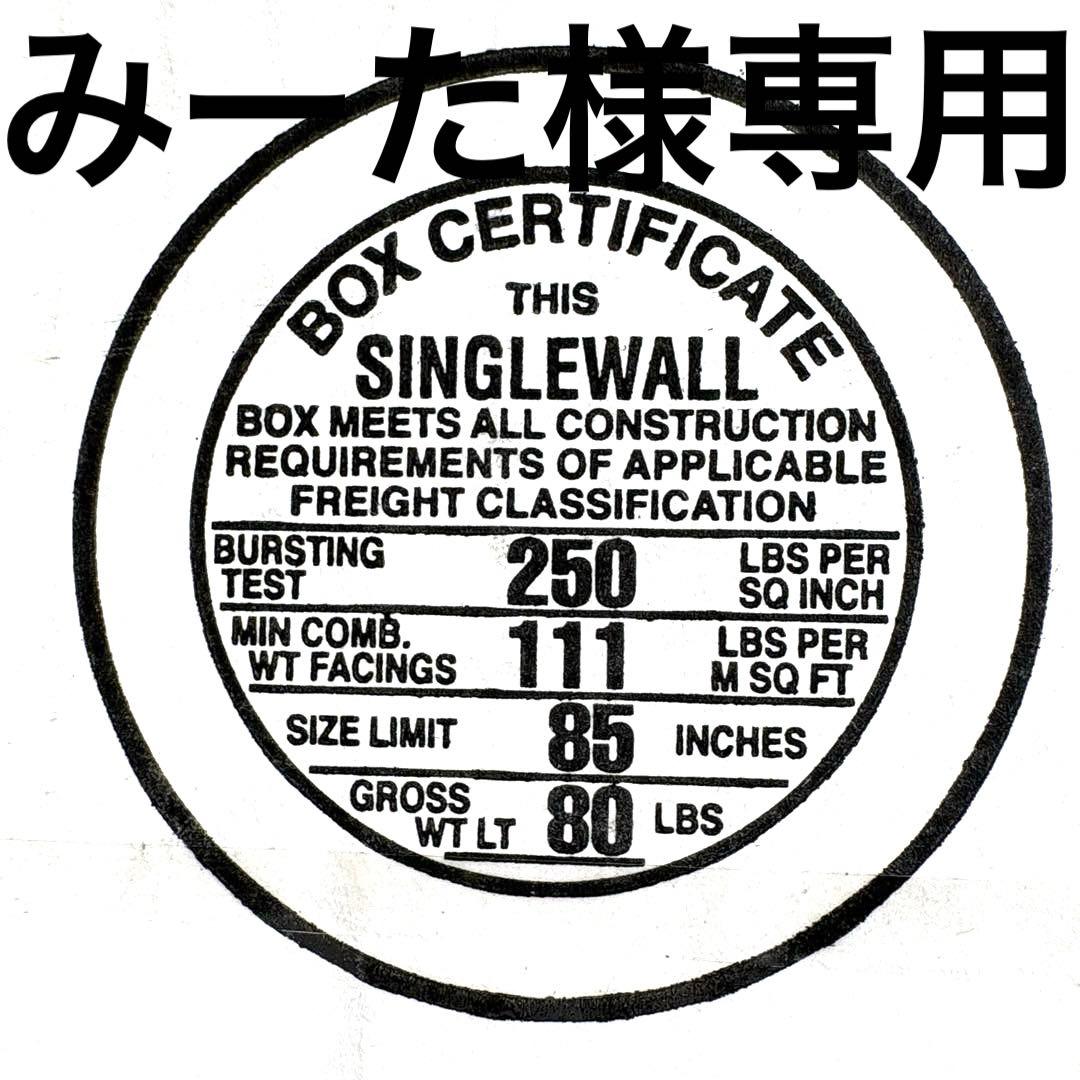 みーた様専用
BOX CERTIFICATE
THIS
SINGLEWALL
BOX MEETS ALL CONSTRUCTION
REQUIREMENTS OF APPLICABLE
FREIGHT CLASSIFICATION
BURSTING TEST 250 LBS PER SQ INCH
MIN COMB. WT FACINGS 111 LBS PER M SQ FT
SIZE LIMIT 85 INCHES
GROSS WT LT 80 LBS